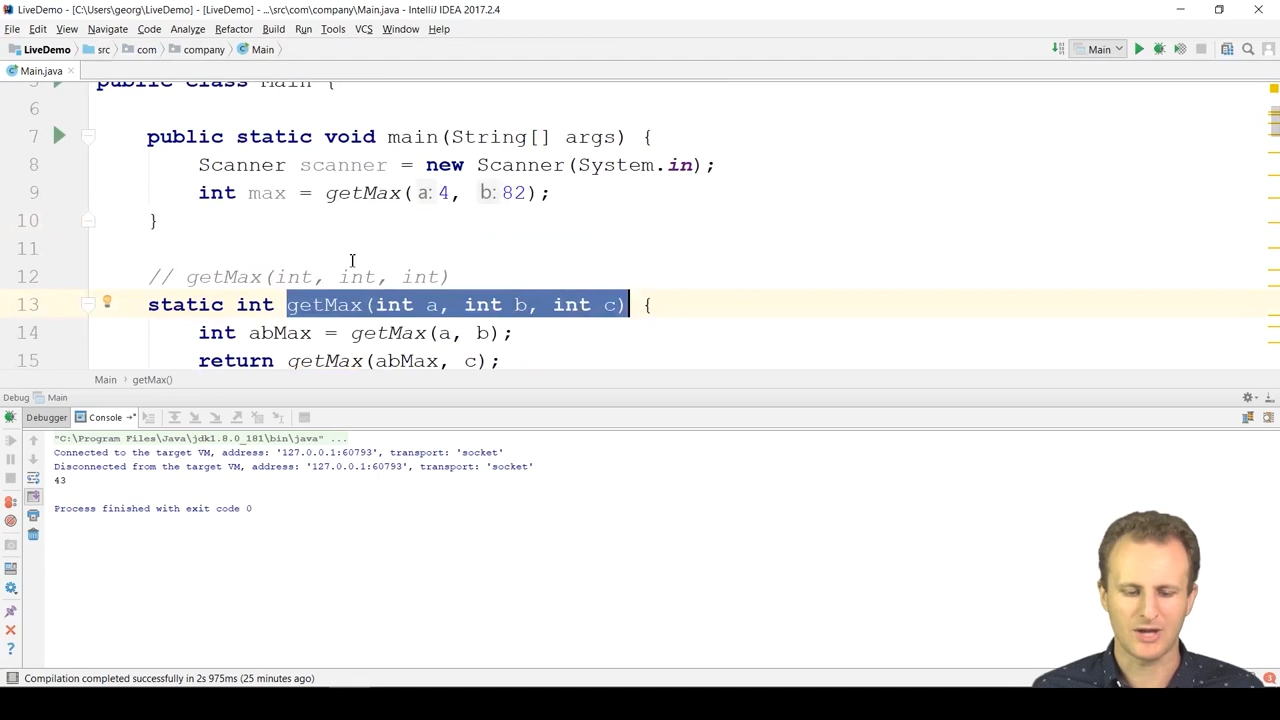 LiveDemo - [C:\Users\georg\LiveDemo] - [LiveDemo] - ...\src\com\company\Main.java - IntelliJ IDEA 2017.2.4
File Edit View Navigate Code Analyze Refactor Build Run Tools VCS Window Help
LiveDemo src com company Main Main
Main.java
5 public class Main {
6
7 public static void main(String[] args) {
8 Scanner scanner = new Scanner(System.in);
9 int max = getMax( a: 4, b: 82);
10 }
11
12 // getMax(int, int, int)
13 static int getMax(int a, int b, int c) {
14 int abMax = getMax(a, b);
15 return getMax(abMax, c);
Main getMax()
Debug Main
Debugger Console
"C:\Program Files\Java\jdk1.8.0_181\bin\java" ...
Connected to the target VM, address: '127.0.0.1:60793', transport: 'socket'
Disconnected from the target VM, address: '127.0.0.1:60793', transport: 'socket'
43
Process finished with exit code 0
Compilation completed successfully in 2s 975ms (25 minutes ago) 3